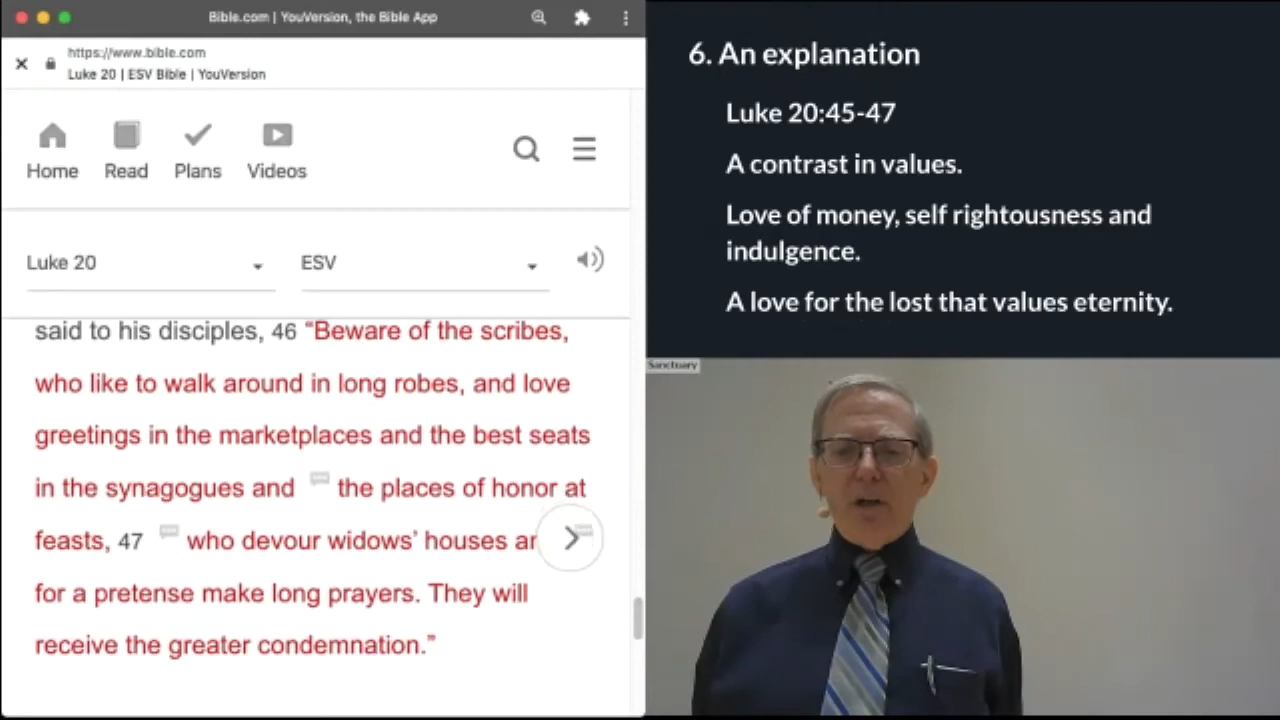 Bible.com | YouVersion, the Bible App
https://www.bible.com
Luke 20 | ESV Bible | YouVersion
Home Read Plans Videos
Luke 20 ESV
said to his disciples, 46 “Beware of the scribes,
who like to walk around in long robes, and love
greetings in the marketplaces and the best seats
in the synagogues and the places of honor at
feasts, 47 who devour widows’ houses
for a pretense make long prayers. They will
receive the greater condemnation.”
6. An explanation
Luke 20:45-47
A contrast in values.
Love of money, self rightousness and
indulgence.
A love for the lost that values eternity.
Sanctuary